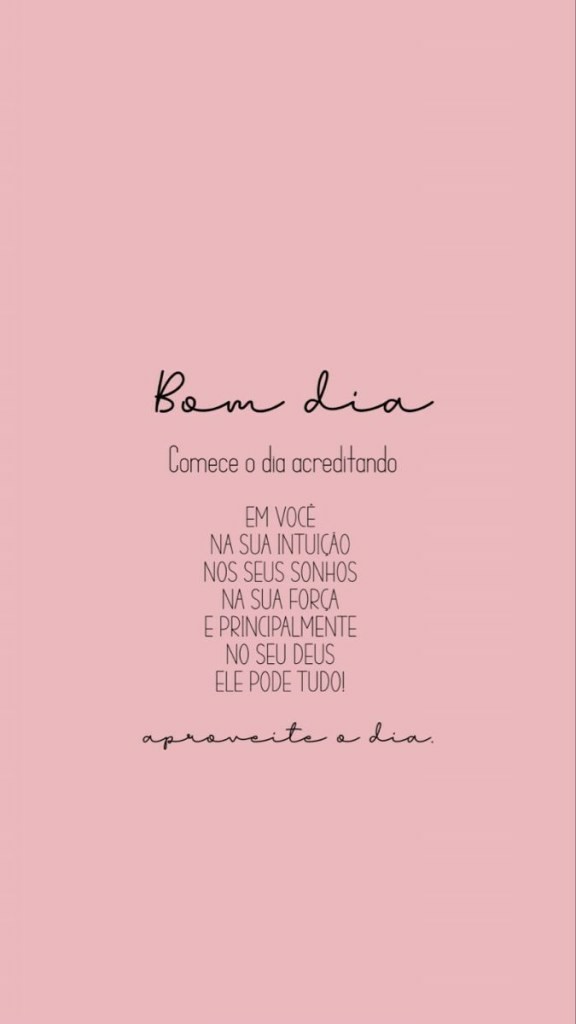 Bom dia
Comece o dia acreditando
EM VOCÊ
NA SUA INTUIÇÃO
NOS SEUS SONHOS
NA SUA FORÇA
E PRINCIPALMENTE
NO SEU DEUS
ELE PODE TUDO!
aproveite o dia.